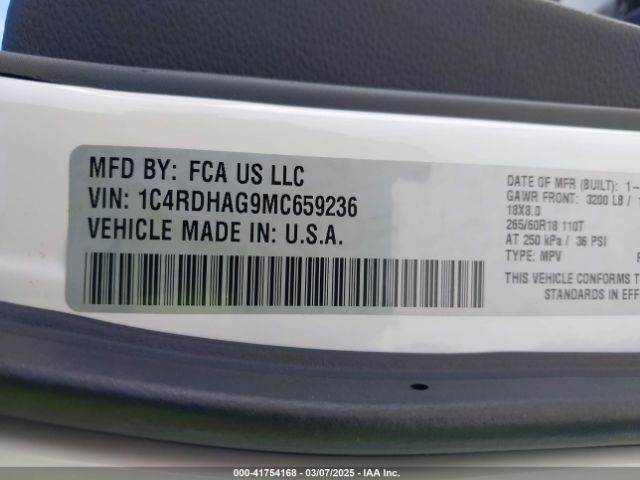 MFD BY: FCA US LLC
VIN: 1C4RDHAG9MC659236
VEHICLE MADE IN: U.S.A.
DATE OF MFR (BUILT): 1-
GAWR FRONT: 3200 LB /
18X8.0
265/60R18 110T
AT 250 kPa / 36 PSI
TYPE: MPV
THIS VEHICLE CONFORMS
STANDARDS IN
000-41754168 - 03/07/2025 - IAA Inc.